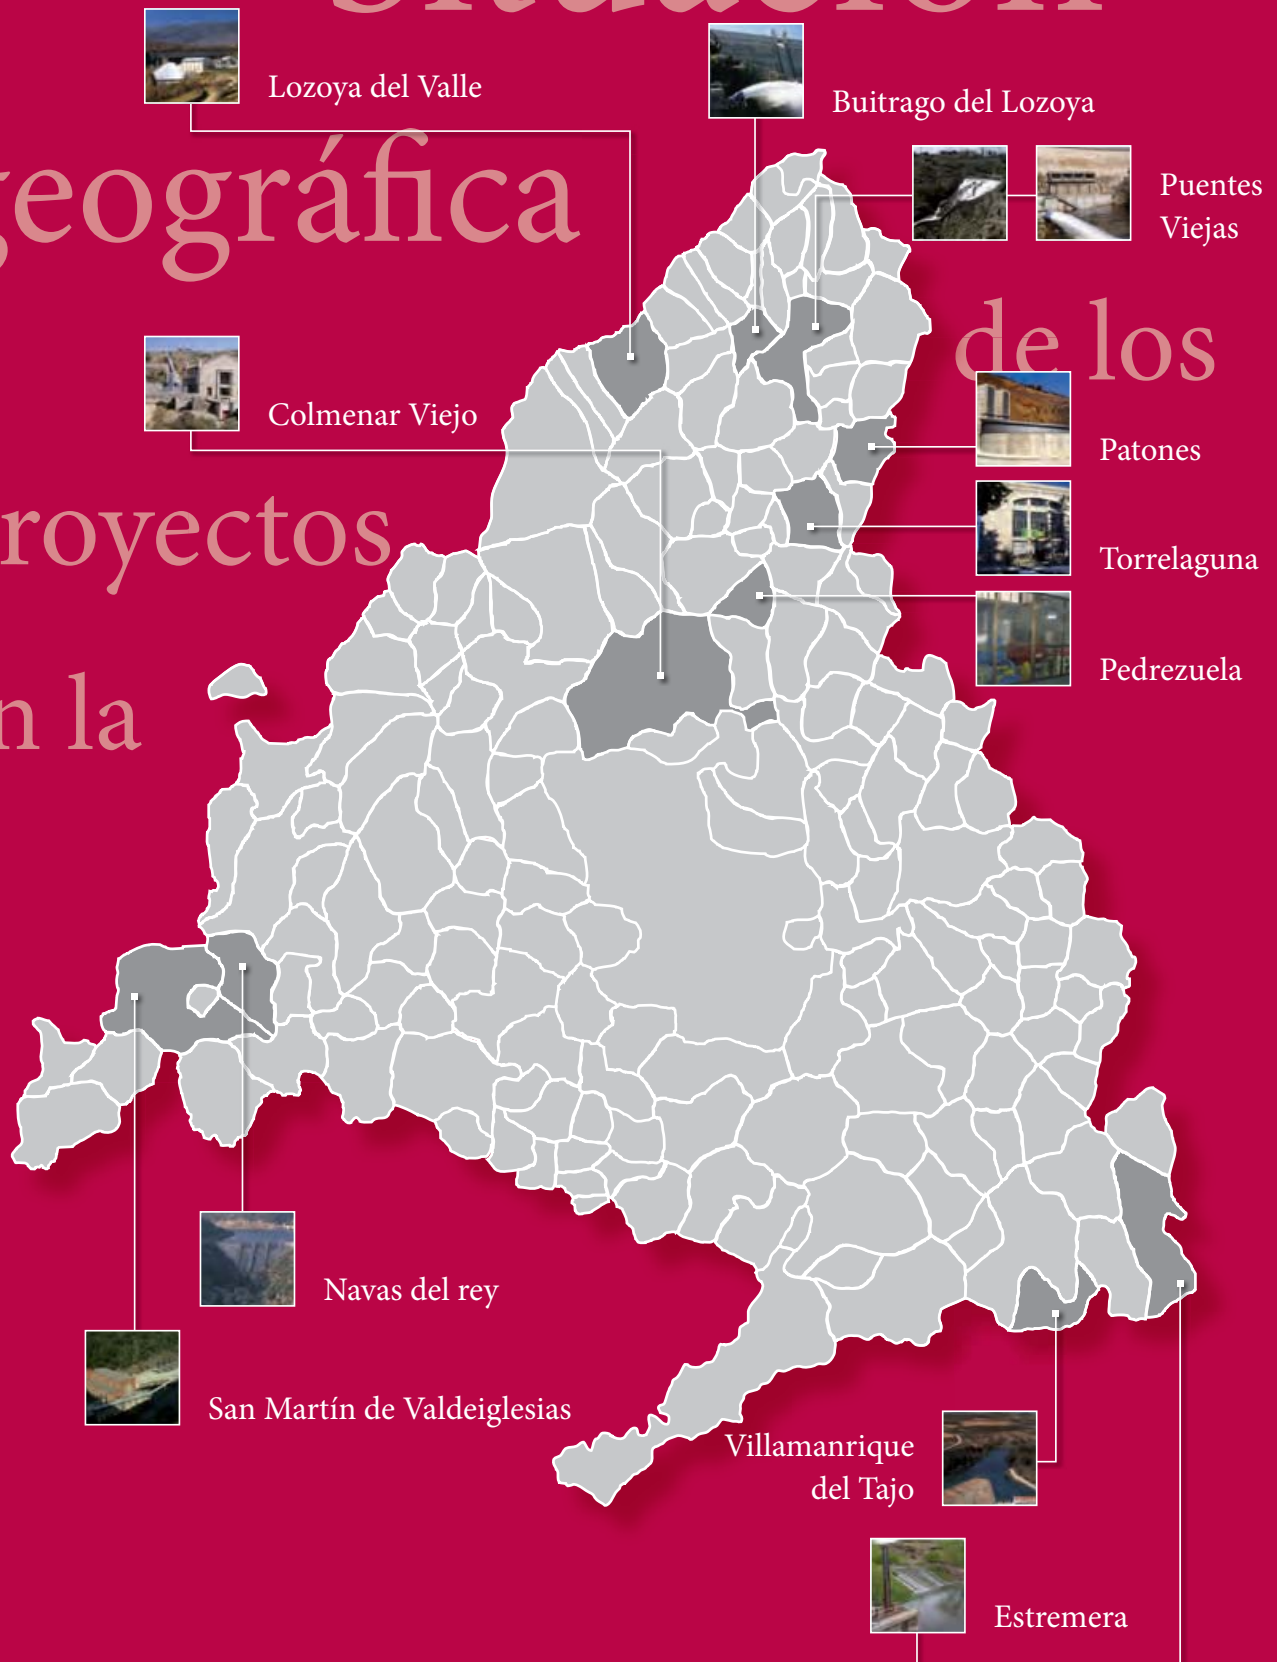 situación
Lozoya del Valle
Buitrago del Lozoya
geográfica
Puentes
Viejas
de los
Colmenar Viejo
Patones
royectos
Torrelaguna
Pedrezuela
n la
Navas del rey
San Martín de Valdeiglesias
Villamanrique
del Tajo
Estremera